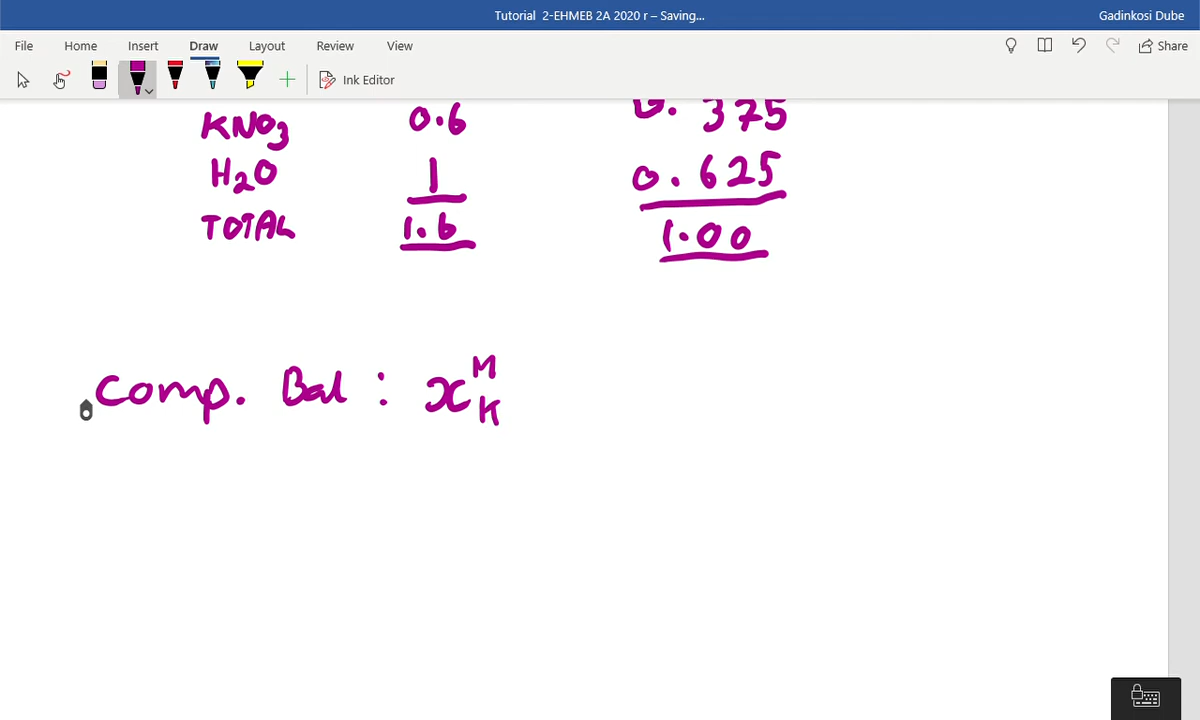 Tutorial 2-EHMEB 2A 2020 r – Saving...
Gadinkosi Dube
File Home Insert Draw Layout Review View
Share
Ink Editor
KNO3 0.6 0.375
H2O 1 0.625
TOTAL 1.6 1.00
Comp. Bal : x M K